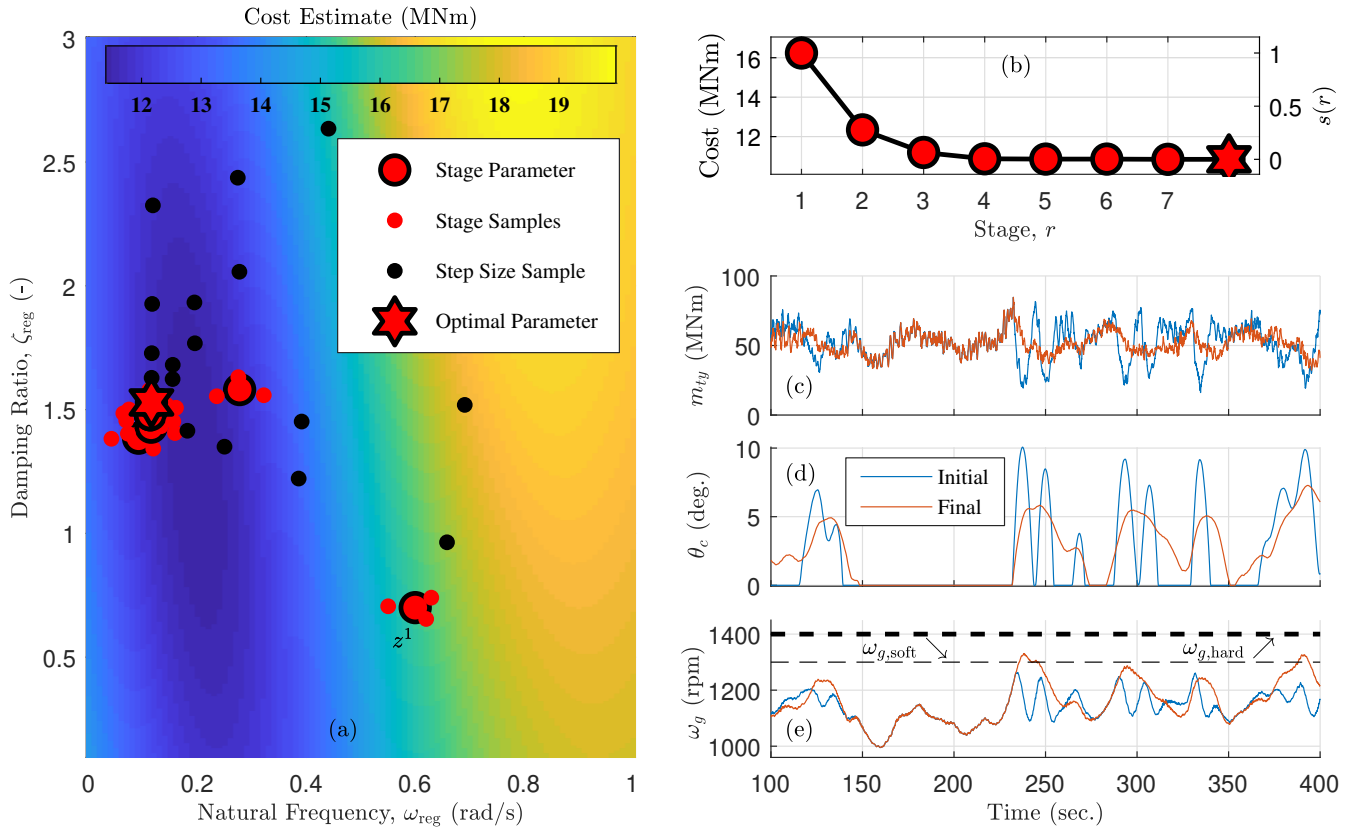 Cost Estimate (MNm)
3
2.5
2
1.5
1
0.5
Damping Ratio, ζreg (-)
12 13 14 15 16 17 18 19
Stage Parameter
Stage Samples
Step Size Sample
Optimal Parameter
z¹
(a)
0 0.2 0.4 0.6 0.8 1
Natural Frequency, ωreg (rad/s)
(b)
Cost (MNm)
16
14
12
1
0.5
0
s(r)
1 2 3 4 5 6 7
Stage, r
100
50
0
mty (MNm)
(c)
10
5
0
θc (deg.)
(d)
Initial
Final
1400
1200
1000
ωg (rpm)
ωg,soft
ωg,hard
(e)
100 150 200 250 300 350 400
Time (sec.)